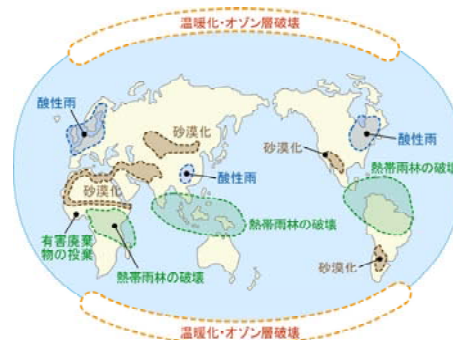 温暖化・オゾン層破壊
酸性雨
砂漠化
砂漠化
酸性雨
砂漠化
酸性雨
熱帯雨林の破壊
熱帯雨林の破壊
有害廃棄
物の投棄
熱帯雨林の破壊
砂漠化
温暖化・オゾン層破壊